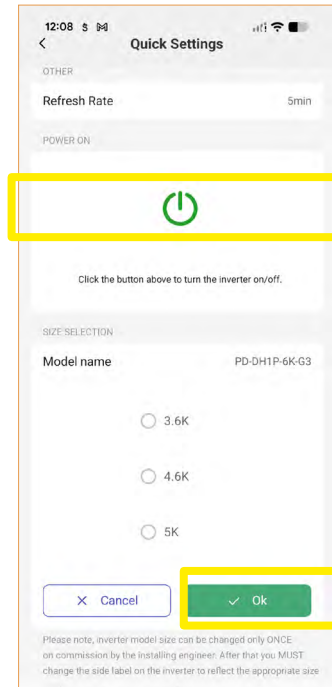 12:08
Quick Settings
OTHER
Refresh Rate 5min
POWER ON
Click the button above to turn the inverter on/off.
SIZE SELECTION
Model name PD-DH1P-6K-G3
3.6K
4.6K
5K
Cancel Ok
Please note, inverter model size can be changed only ONCE
on commission by the installing engineer. After that you MUST
change the side label on the inverter to reflect the appropriate size